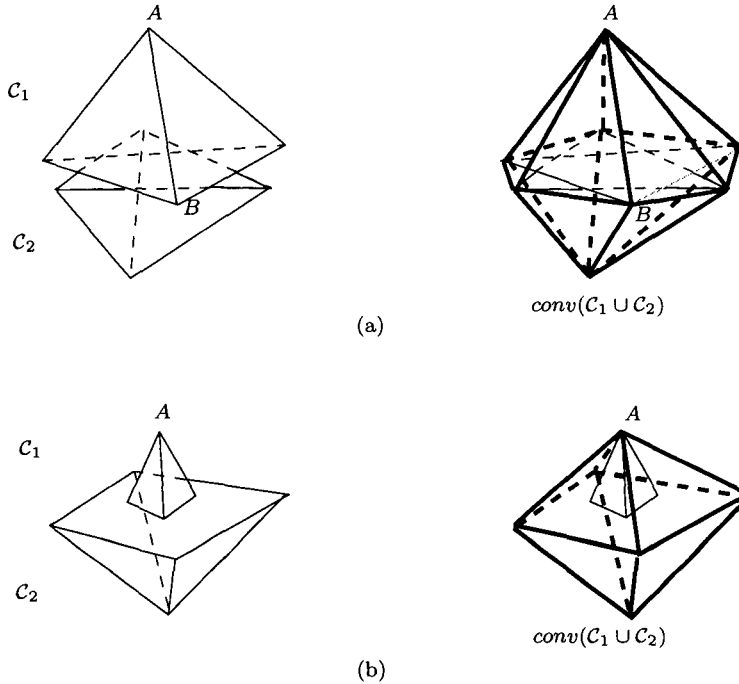 A
A
C₁
B
B
C₂
conv(C₁ ∪ C₂)
(a)
A
A
C₁
C₂
conv(C₁ ∪ C₂)
(b)